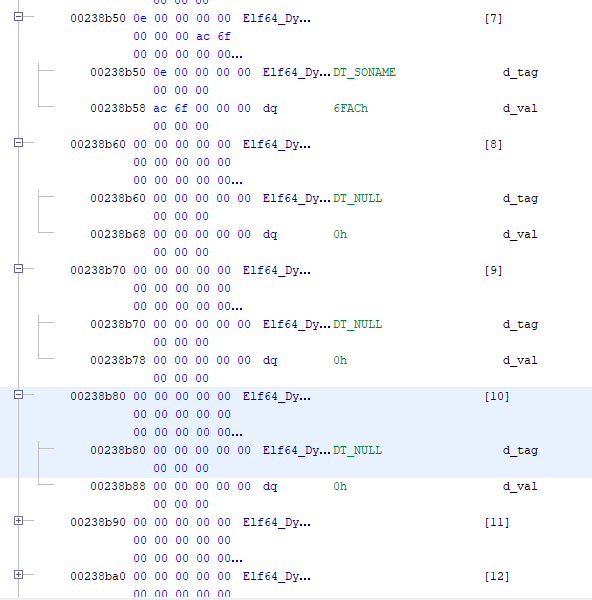 00 00 00
00238b50 0e 00 00 00 00 Elf64_Dy... [7]
00 00 00 ac 6f
00 00 00 00 00...
00238b50 0e 00 00 00 00 Elf64_Dy...DT_SONAME d_tag
00 00 00
00238b58 ac 6f 00 00 00 dq 6FACh d_val
00 00 00
00238b60 00 00 00 00 00 Elf64_Dy... [8]
00 00 00 00 00
00 00 00 00 00...
00238b60 00 00 00 00 00 Elf64_Dy...DT_NULL d_tag
00 00 00
00238b68 00 00 00 00 00 dq 0h d_val
00 00 00
00238b70 00 00 00 00 00 Elf64_Dy... [9]
00 00 00 00 00
00 00 00 00 00...
00238b70 00 00 00 00 00 Elf64_Dy...DT_NULL d_tag
00 00 00
00238b78 00 00 00 00 00 dq 0h d_val
00 00 00
00238b80 00 00 00 00 00 Elf64_Dy... [10]
00 00 00 00 00
00 00 00 00 00...
00238b80 00 00 00 00 00 Elf64_Dy...DT_NULL d_tag
00 00 00
00238b88 00 00 00 00 00 dq 0h d_val
00 00 00
00238b90 00 00 00 00 00 Elf64_Dy... [11]
00 00 00 00 00
00 00 00 00 00...
00238ba0 00 00 00 00 00 Elf64_Dy... [12]
00 00 00 00 00